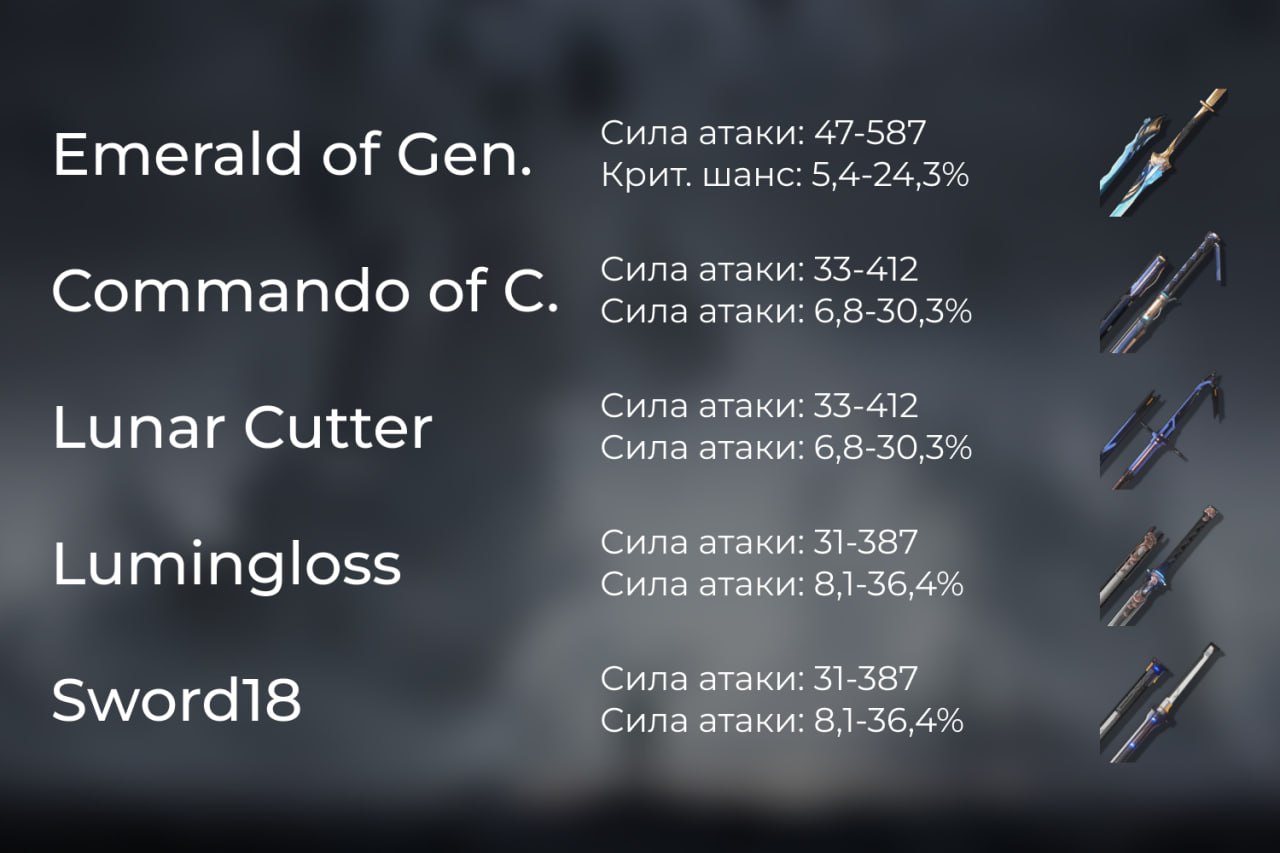 Emerald of Gen.
Сила атаки: 47-587
Крит. шанс: 5,4-24,3%
Commando of C.
Сила атаки: 33-412
Сила атаки: 6,8-30,3%
Lunar Cutter
Сила атаки: 33-412
Сила атаки: 6,8-30,3%
Lumingloss
Сила атаки: 31-387
Сила атаки: 8,1-36,4%
Sword18
Сила атаки: 31-387
Сила атаки: 8,1-36,4%